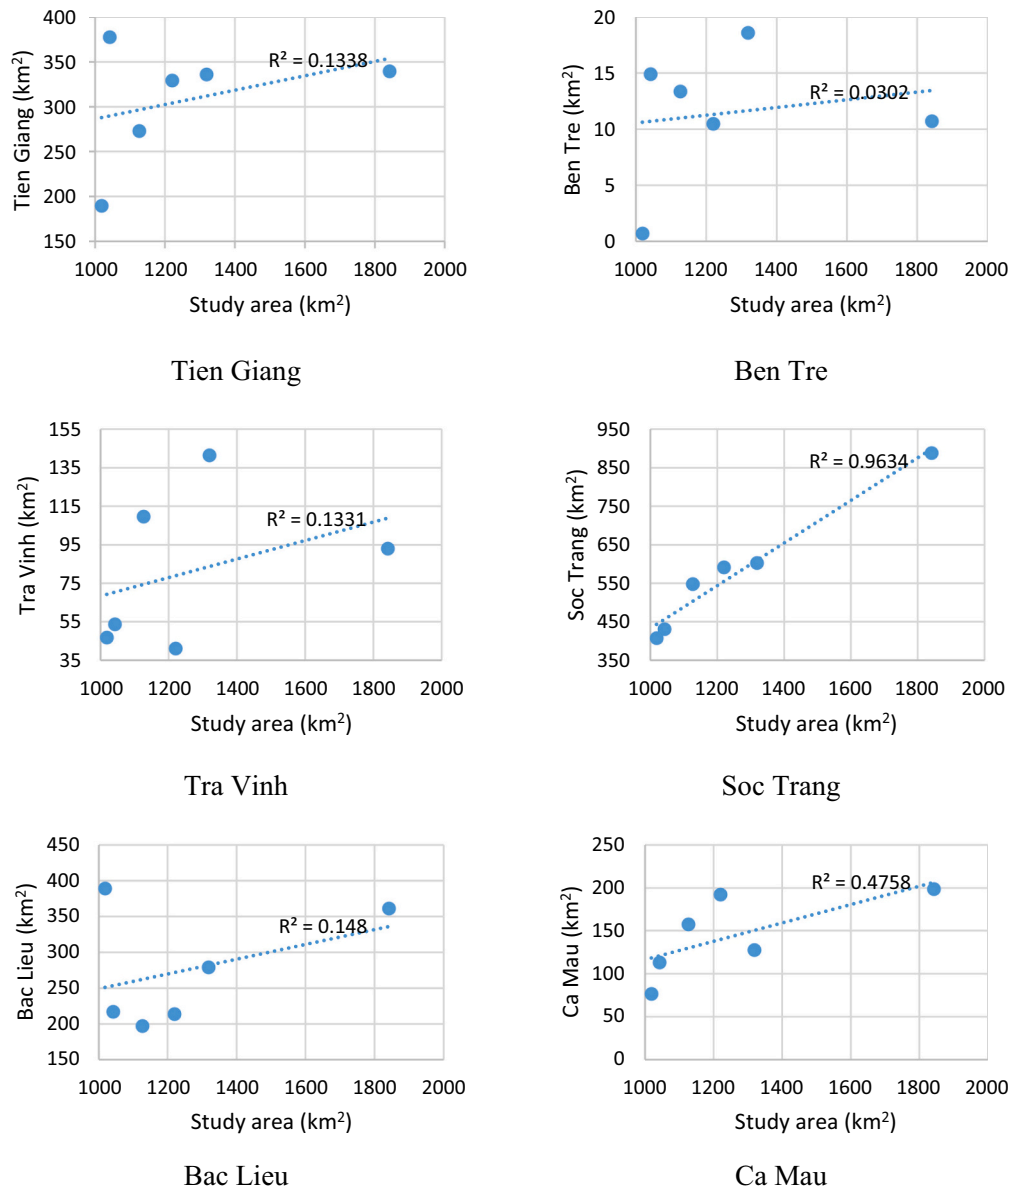 400
350
300
250
200
150
Tien Giang (km²)
R² = 0.1338
1000 1200 1400 1600 1800 2000
Study area (km²)
Tien Giang
20
15
10
5
0
Ben Tre (km²)
R² = 0.0302
1000 1200 1400 1600 1800 2000
Study area (km²)
Ben Tre
155
135
115
95
75
55
35
Tra Vinh (km²)
R² = 0.1331
1000 1200 1400 1600 1800 2000
Study area (km²)
Tra Vinh
950
850
750
650
550
450
350
Soc Trang (km²)
R² = 0.9634
1000 1200 1400 1600 1800 2000
Study area (km²)
Soc Trang
450
400
350
300
250
200
150
Bac Lieu (km²)
R² = 0.148
1000 1200 1400 1600 1800 2000
Study area (km²)
Bac Lieu
250
200
150
100
50
0
Ca Mau (km²)
R² = 0.4758
1000 1200 1400 1600 1800 2000
Study area (km²)
Ca Mau